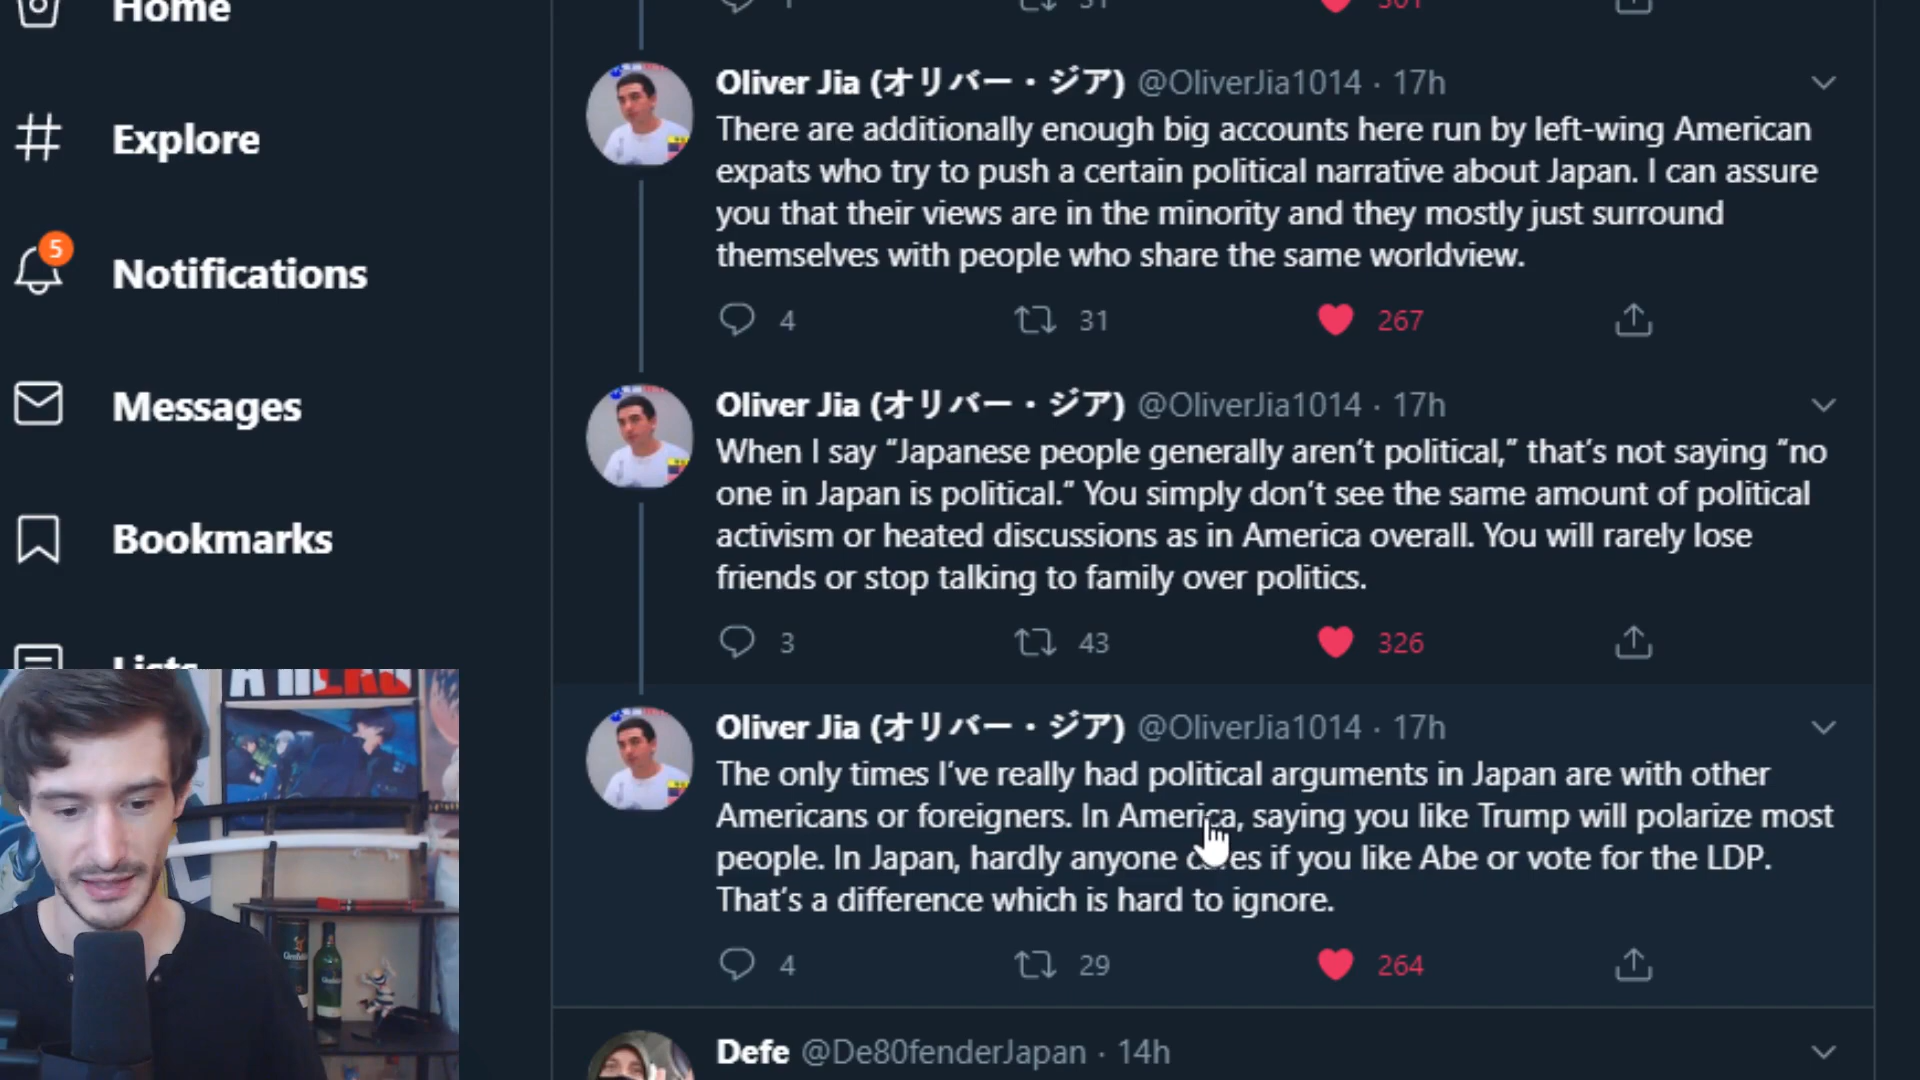 Home
1
31
301
Oliver Jia (オリバー・ジア) @OliverJia1014 · 17h
There are additionally enough big accounts here run by left-wing American
expats who try to push a certain political narrative about Japan. I can assure
you that their views are in the minority and they mostly just surround
themselves with people who share the same worldview.
4
31
267
Explore
5
Notifications
Messages
Bookmarks
Lists
Oliver Jia (オリバー・ジア) @OliverJia1014 · 17h
When I say “Japanese people generally aren’t political,” that’s not saying “no
one in Japan is political.” You simply don’t see the same amount of political
activism or heated discussions as in America overall. You will rarely lose
friends or stop talking to family over politics.
3
43
326
Oliver Jia (オリバー・ジア) @OliverJia1014 · 17h
The only times I’ve really had political arguments in Japan are with other
Americans or foreigners. In America, saying you like Trump will polarize most
people. In Japan, hardly anyone cares if you like Abe or vote for the LDP.
That’s a difference which is hard to ignore.
4
29
264
Defe @De80fenderJapan · 14h
A HERO